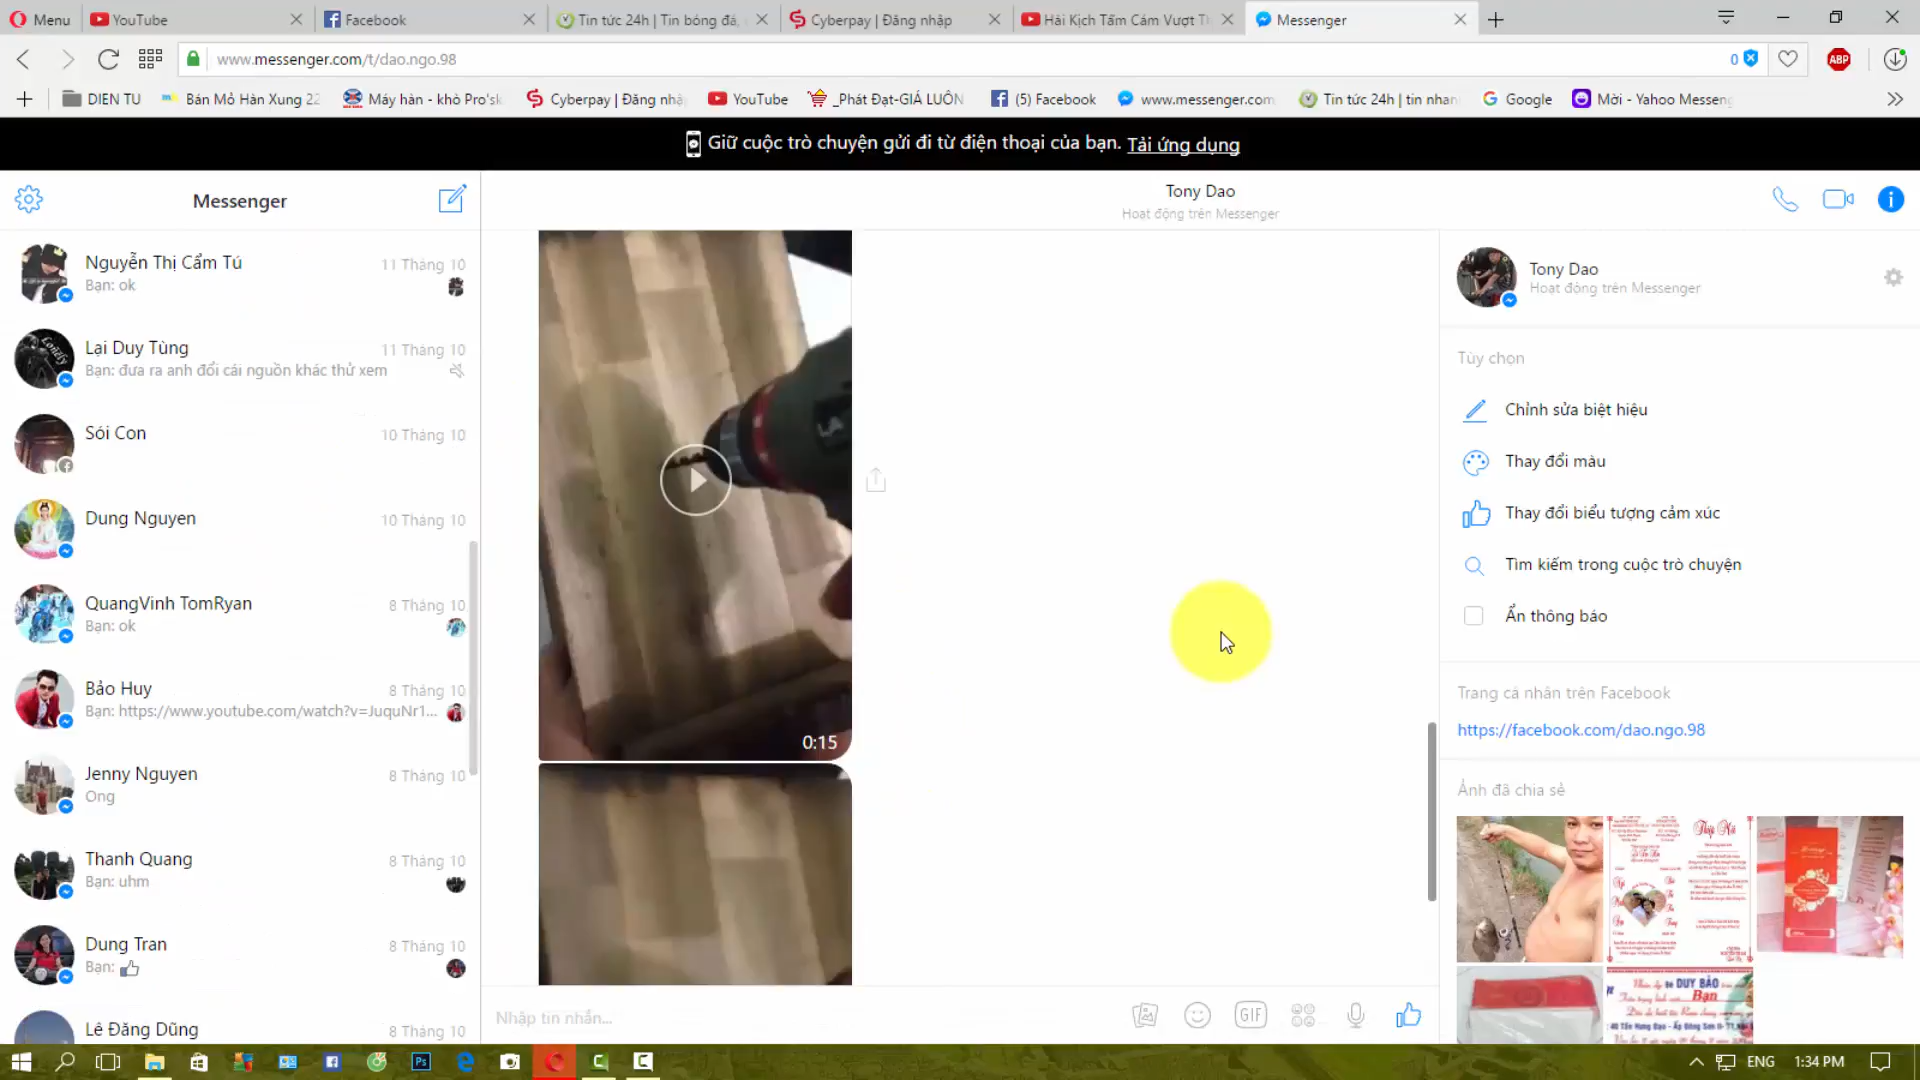 Menu
YouTube
Facebook
Tin tức 24h | Tin bóng đá,
Cyberpay | Đăng nhập
Hài Kịch Tấm Cám Vượt Th
Messenger
www.messenger.com/t/dao.ngo.98
0
ABP
DIEN TU
Bán Mỏ Hàn Xung 22
Máy hàn - khò Pro'sk
Cyberpay | Đăng nhậ
YouTube
_Phát Đạt-GIÁ LUÔN
(5) Facebook
www.messenger.com
Tin tức 24h | tin nhan
Google
Mời - Yahoo Messeng
Giữ cuộc trò chuyện gửi đi từ điện thoại của bạn. Tải ứng dụng
Messenger
Tony Dao
Hoạt động trên Messenger
Nguyễn Thị Cẩm Tú
11 Tháng 10
Bạn: ok
Lại Duy Tùng
11 Tháng 10
Bạn: đưa ra anh đổi cái nguồn khác thử xem
Sói Con
10 Tháng 10
Dung Nguyen
10 Tháng 10
QuangVinh TomRyan
8 Tháng 10
Bạn: ok
Bảo Huy
8 Tháng 10
Bạn: https://www.youtube.com/watch?v=JuquNr1...
Jenny Nguyen
8 Tháng 10
Ong
Thanh Quang
8 Tháng 10
Bạn: uhm
Dung Tran
8 Tháng 10
Bạn:
Lê Đăng Dũng
8 Tháng 10
0:15
Nhập tin nhắn...
GIF
Tony Dao
Hoạt động trên Messenger
Tùy chọn
Chỉnh sửa biệt hiệu
Thay đổi màu
Thay đổi biểu tượng cảm xúc
Tìm kiếm trong cuộc trò chuyện
Ẩn thông báo
Trang cá nhân trên Facebook
https://facebook.com/dao.ngo.98
Ảnh đã chia sẻ
DUY BẢO
Bạn
ENG
1:34 PM